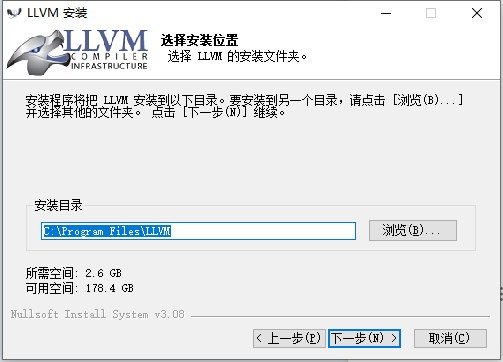 LLVM 安装
LLVM
COMPILER
INFRASTRUCTURE
选择安装位置
选择 LLVM 的安装文件夹。
安装程序将把 LLVM 安装到以下目录。要安装到另一个目录，请点击 [浏览(B)...]
并选择其他的文件夹。 点击 [下一步(N)] 继续。
安装目录
C:\Program Files\LLVM
浏览(B)...
所需空间: 2.6 GB
可用空间: 178.4 GB
Nullsoft Install System v3.08
< 上一步(P)
下一步(N) >
取消(C)